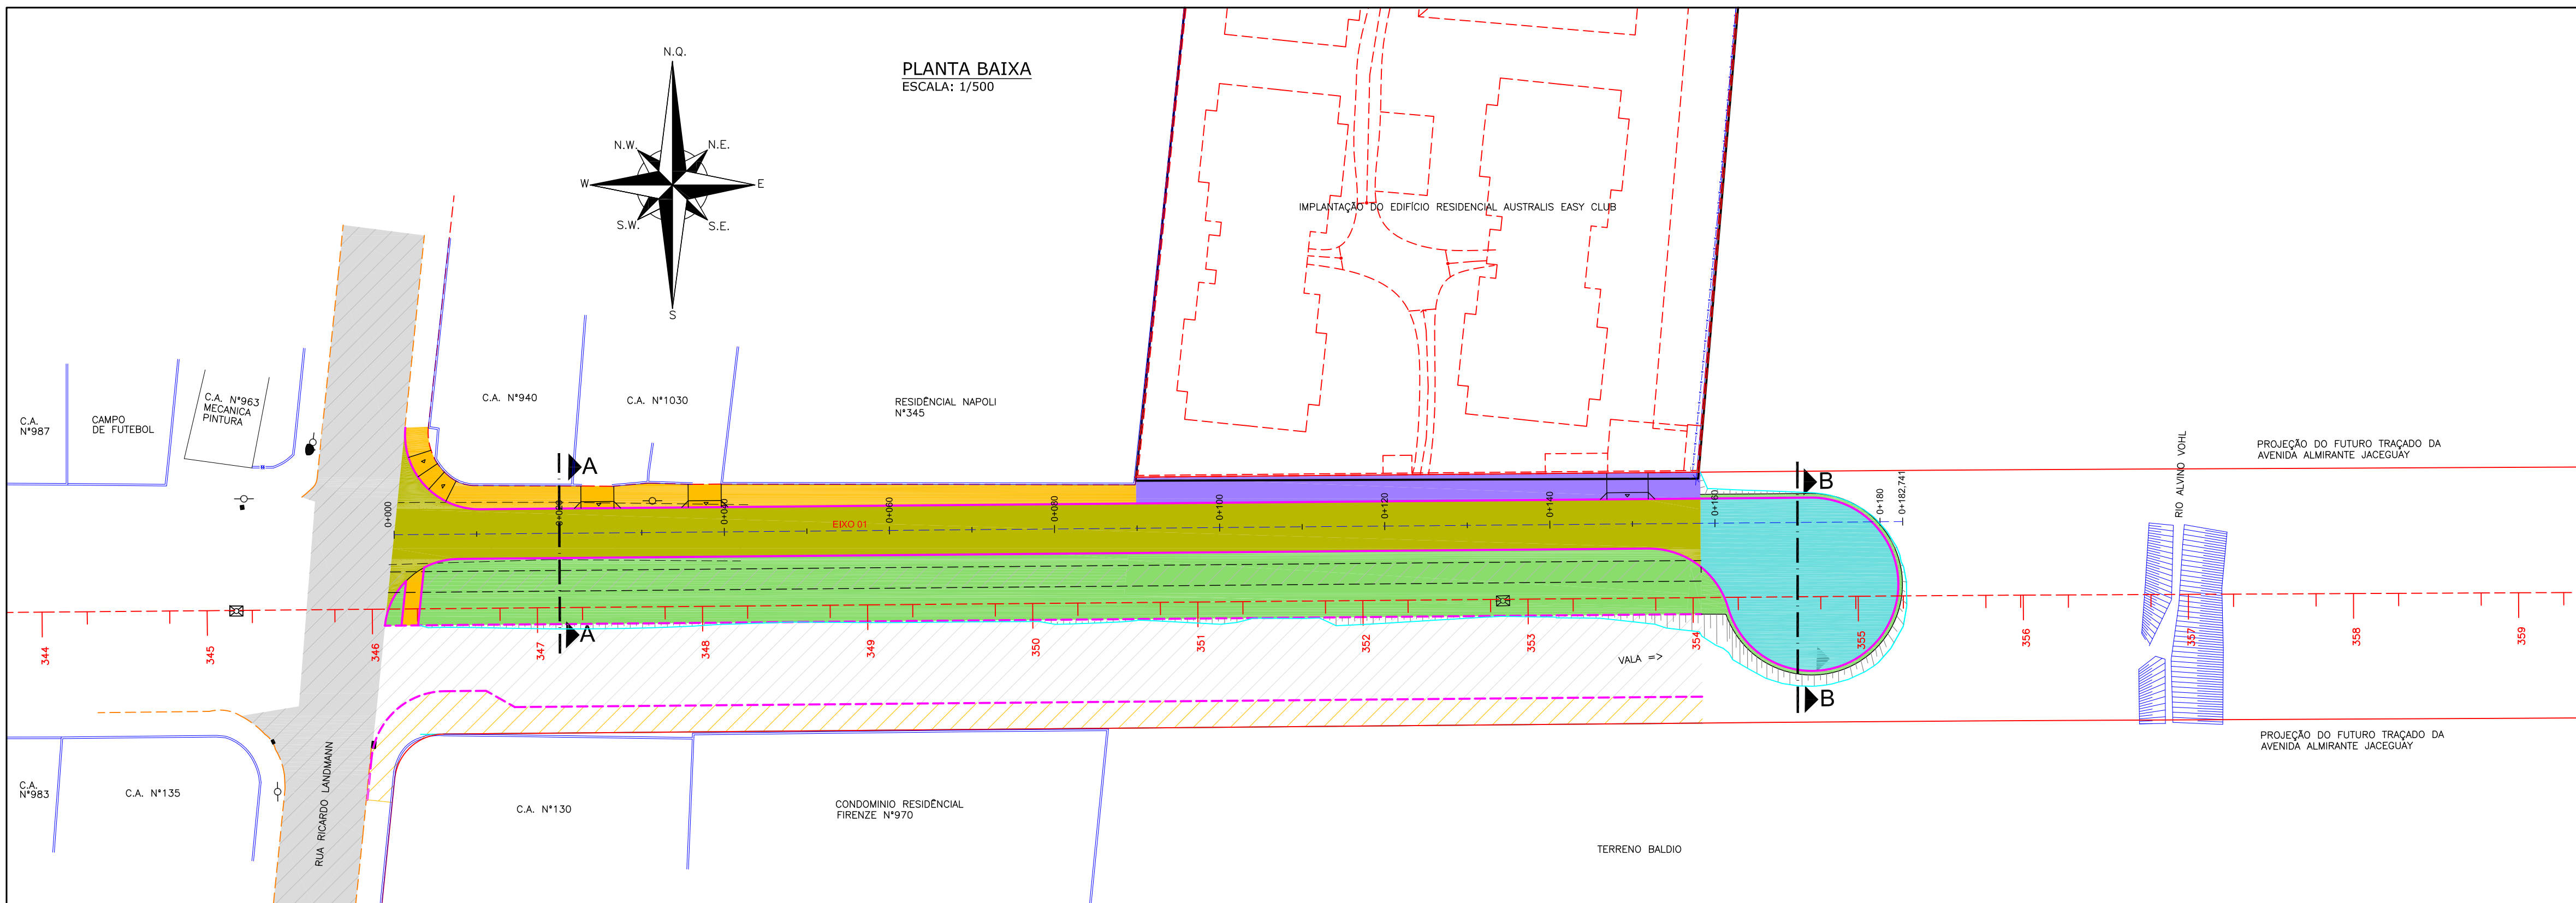 PLANTA BAIXA
ESCALA: 1/500
N.Q.
N.W.
N.E.
W
E
S.W.
S.E.
S
IMPLANTAÇÃO DO EDIFÍCIO RESIDENCIAL AUSTRALIS EASY CLUB
C.A.
N°987
CAMPO
DE FUTEBOL
C.A. N°963
MECANICA
PINTURA
C.A. N°940
C.A. N°1030
RESIDÊNCIAL NAPOLI
N°345
A
B
PROJEÇÃO DO FUTURO TRAÇADO DA
AVENIDA ALMIRANTE JACEGUAY
RIO ALVINO VOHL
0+000
0+020
0+040
0+060
0+080
0+100
0+120
0+140
0+160
0+180
0+182,741
EIXO 01
344
345
346
347
348
349
350
351
352
353
354
355
356
357
358
359
A
VALA =>
B
PROJEÇÃO DO FUTURO TRAÇADO DA
AVENIDA ALMIRANTE JACEGUAY
RUA RICARDO LANDMANN
C.A.
N°983
C.A. N°135
C.A. N°130
CONDOMINIO RESIDÊNCIAL
FIRENZE N°970
TERRENO BALDIO